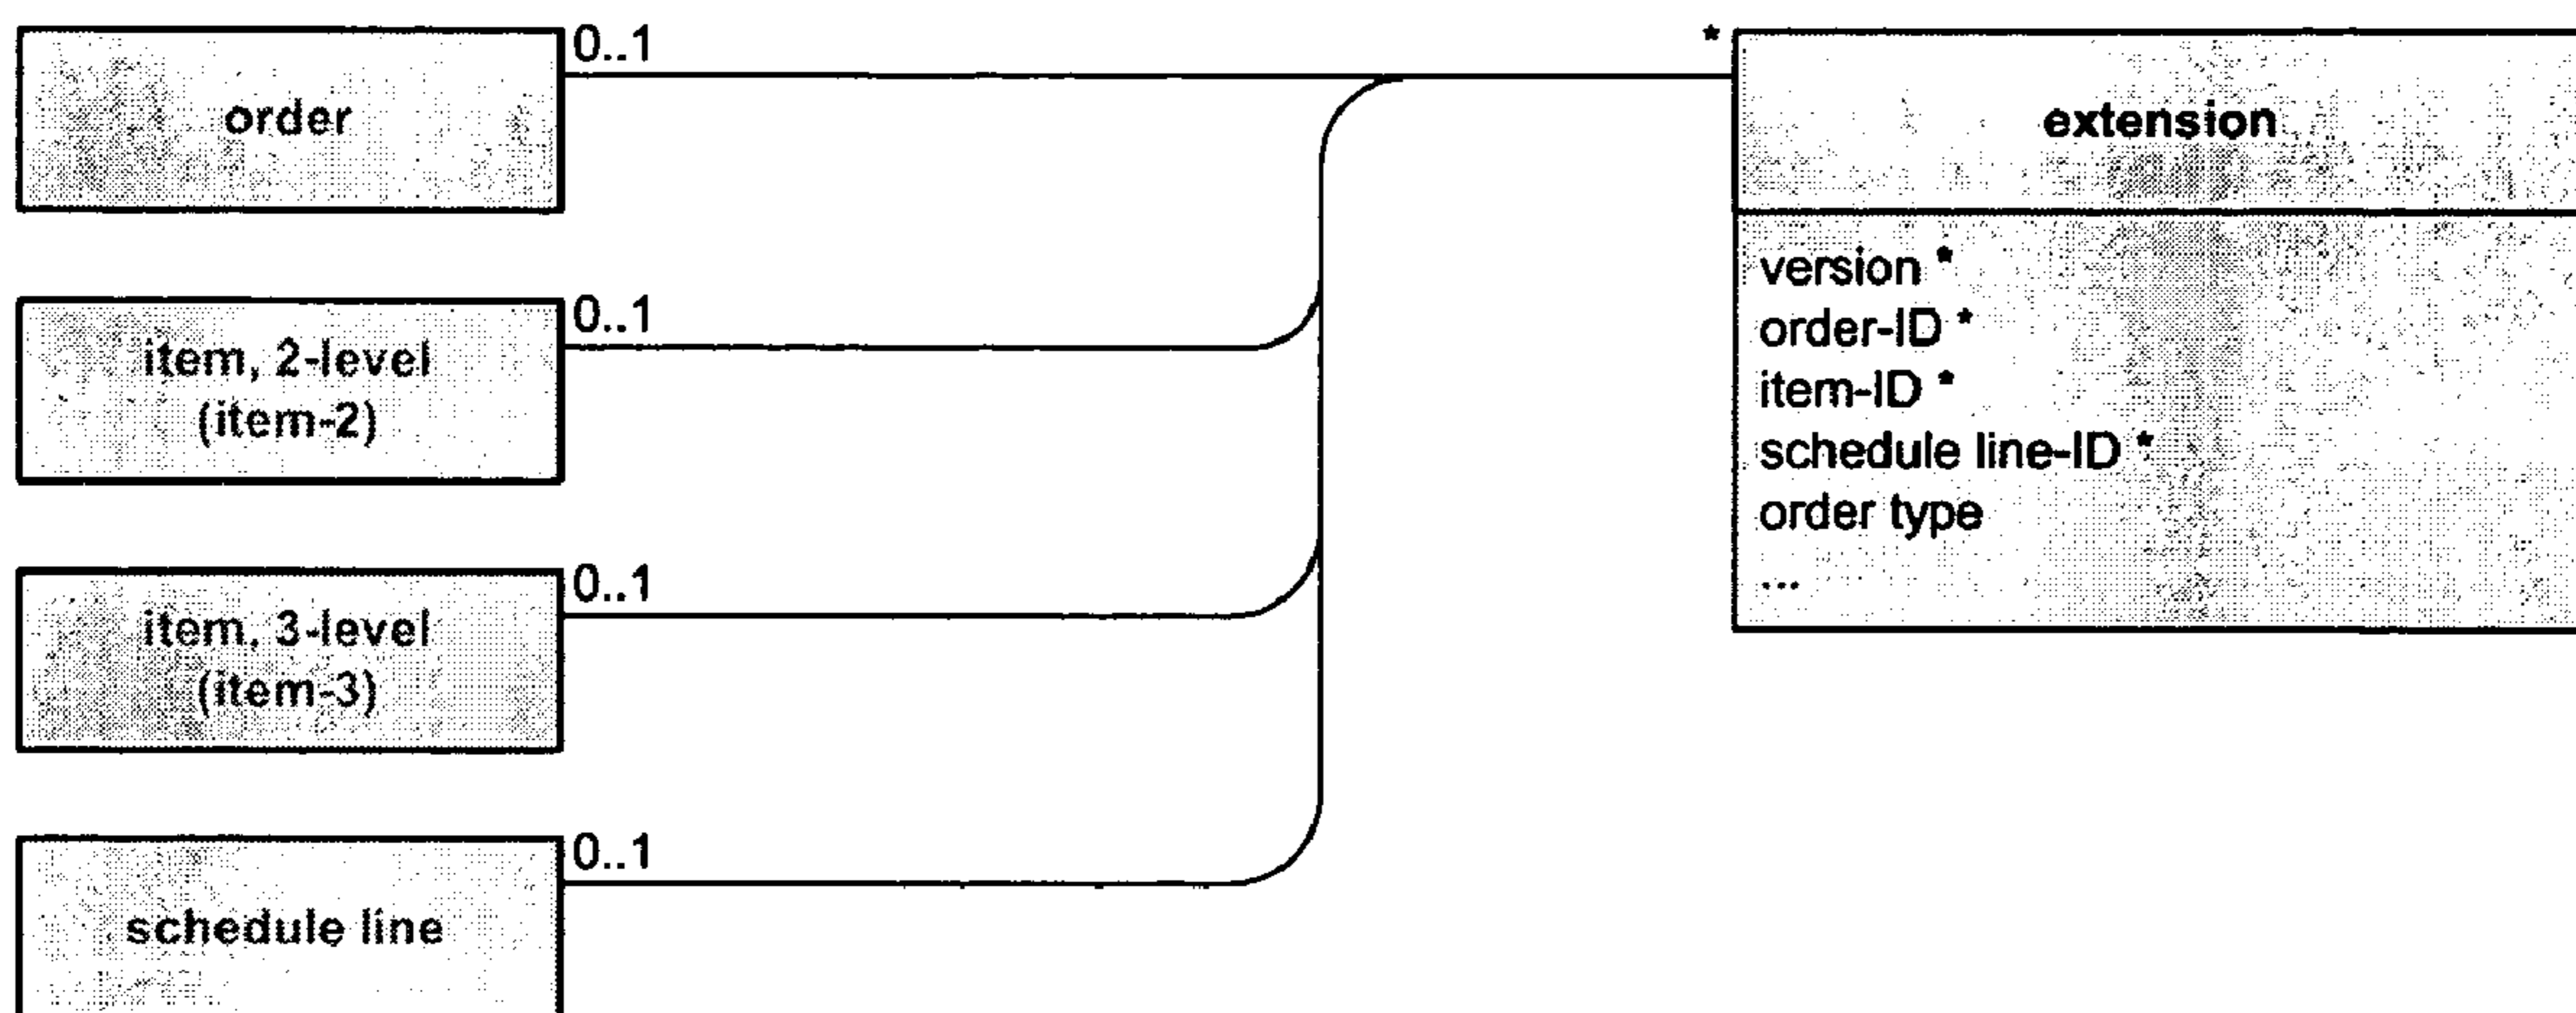 0..1
order
0..1
item, 2-level
(item-2)
0..1
item, 3-level
(item-3)
0..1
schedule line
*
extension
version *
order-ID *
item-ID *
schedule line-ID *
order type
...